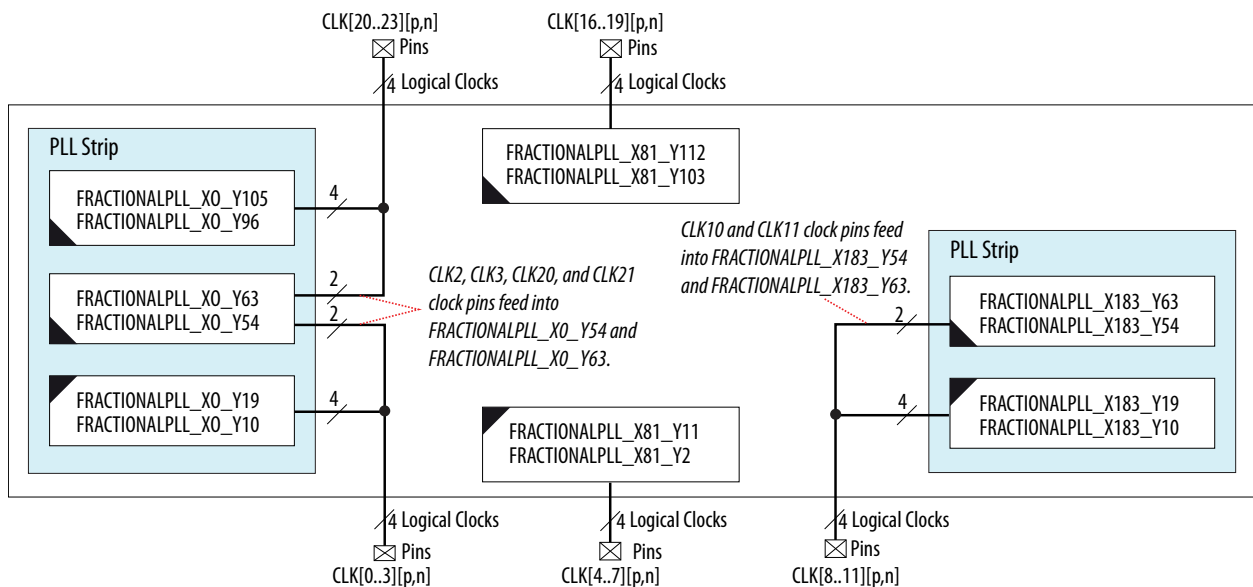 CLK[20..23][p,n]
Pins
4 Logical Clocks
CLK[16..19][p,n]
Pins
4 Logical Clocks
PLL Strip
FRACTIONALPLL_X0_Y105
FRACTIONALPLL_X0_Y96
4
FRACTIONALPLL_X0_Y63
FRACTIONALPLL_X0_Y54
2
2
FRACTIONALPLL_X0_Y19
FRACTIONALPLL_X0_Y10
4
CLK2, CLK3, CLK20, and CLK21
clock pins feed into
FRACTIONALPLL_X0_Y54 and
FRACTIONALPLL_X0_Y63.
FRACTIONALPLL_X81_Y112
FRACTIONALPLL_X81_Y103
FRACTIONALPLL_X81_Y11
FRACTIONALPLL_X81_Y2
CLK10 and CLK11 clock pins feed
into FRACTIONALPLL_X183_Y54
and FRACTIONALPLL_X183_Y63.
PLL Strip
2
FRACTIONALPLL_X183_Y63
FRACTIONALPLL_X183_Y54
4
FRACTIONALPLL_X183_Y19
FRACTIONALPLL_X183_Y10
4 Logical Clocks
Pins
CLK[0..3][p,n]
4 Logical Clocks
Pins
CLK[4..7][p,n]
4 Logical Clocks
Pins
CLK[8..11][p,n]